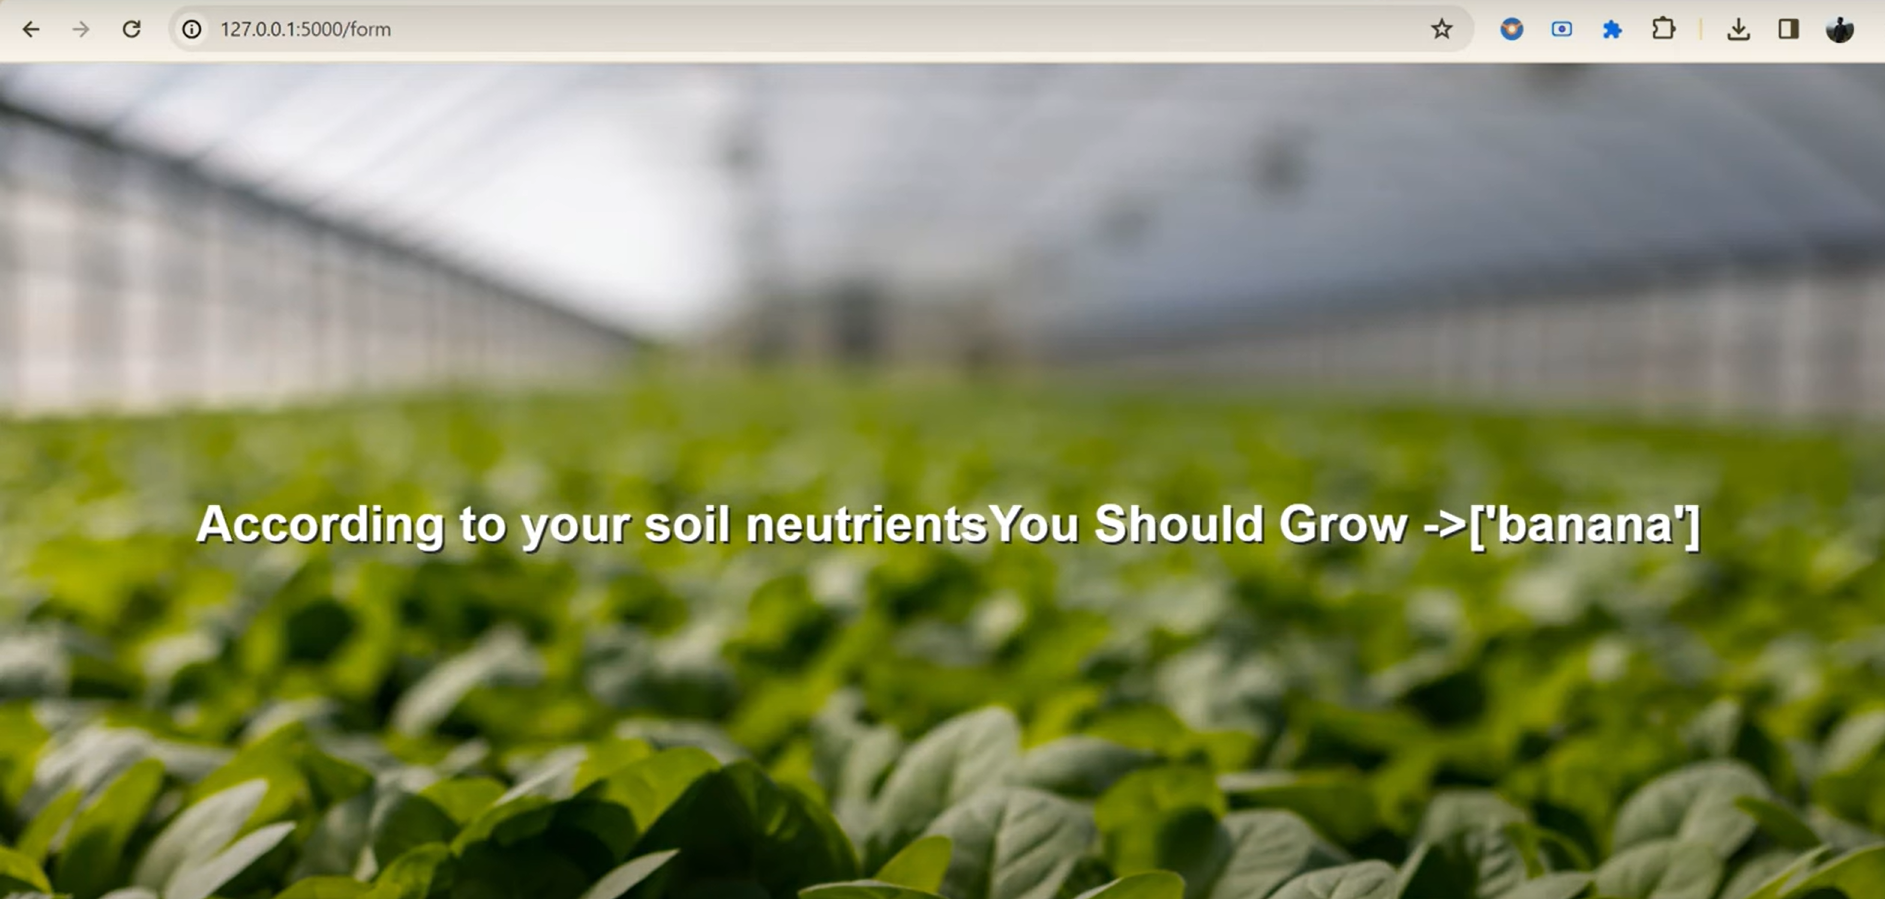 127.0.0.1:5000/form
According to your soil neutrientsYou Should Grow ->['banana']